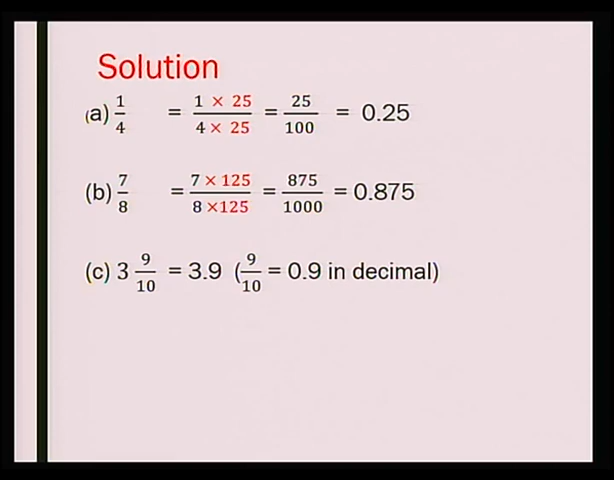 Solution
(a) 1/4 = 1 × 25 / 4 × 25 = 25/100 = 0.25
(b) 7/8 = 7 × 125 / 8 ×125 = 875/1000 = 0.875
(c) 3 9/10 = 3.9 (9/10 = 0.9 in decimal)